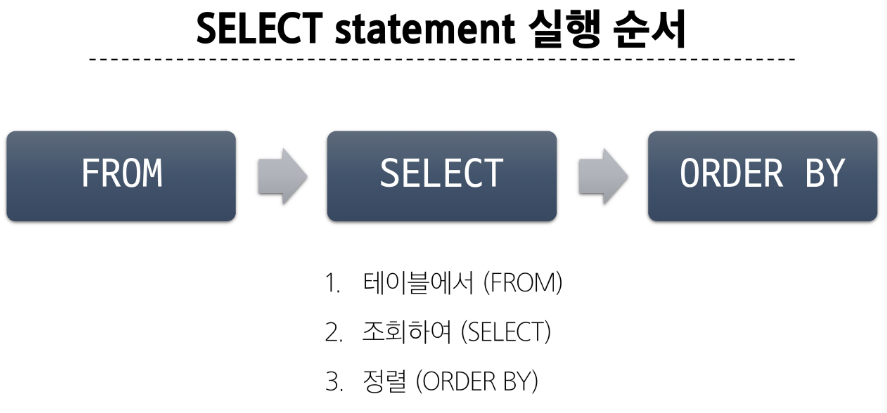 SELECT statement 실행 순서
FROM
SELECT
ORDER BY
1. 테이블에서 (FROM)
2. 조회하여 (SELECT)
3. 정렬 (ORDER BY)